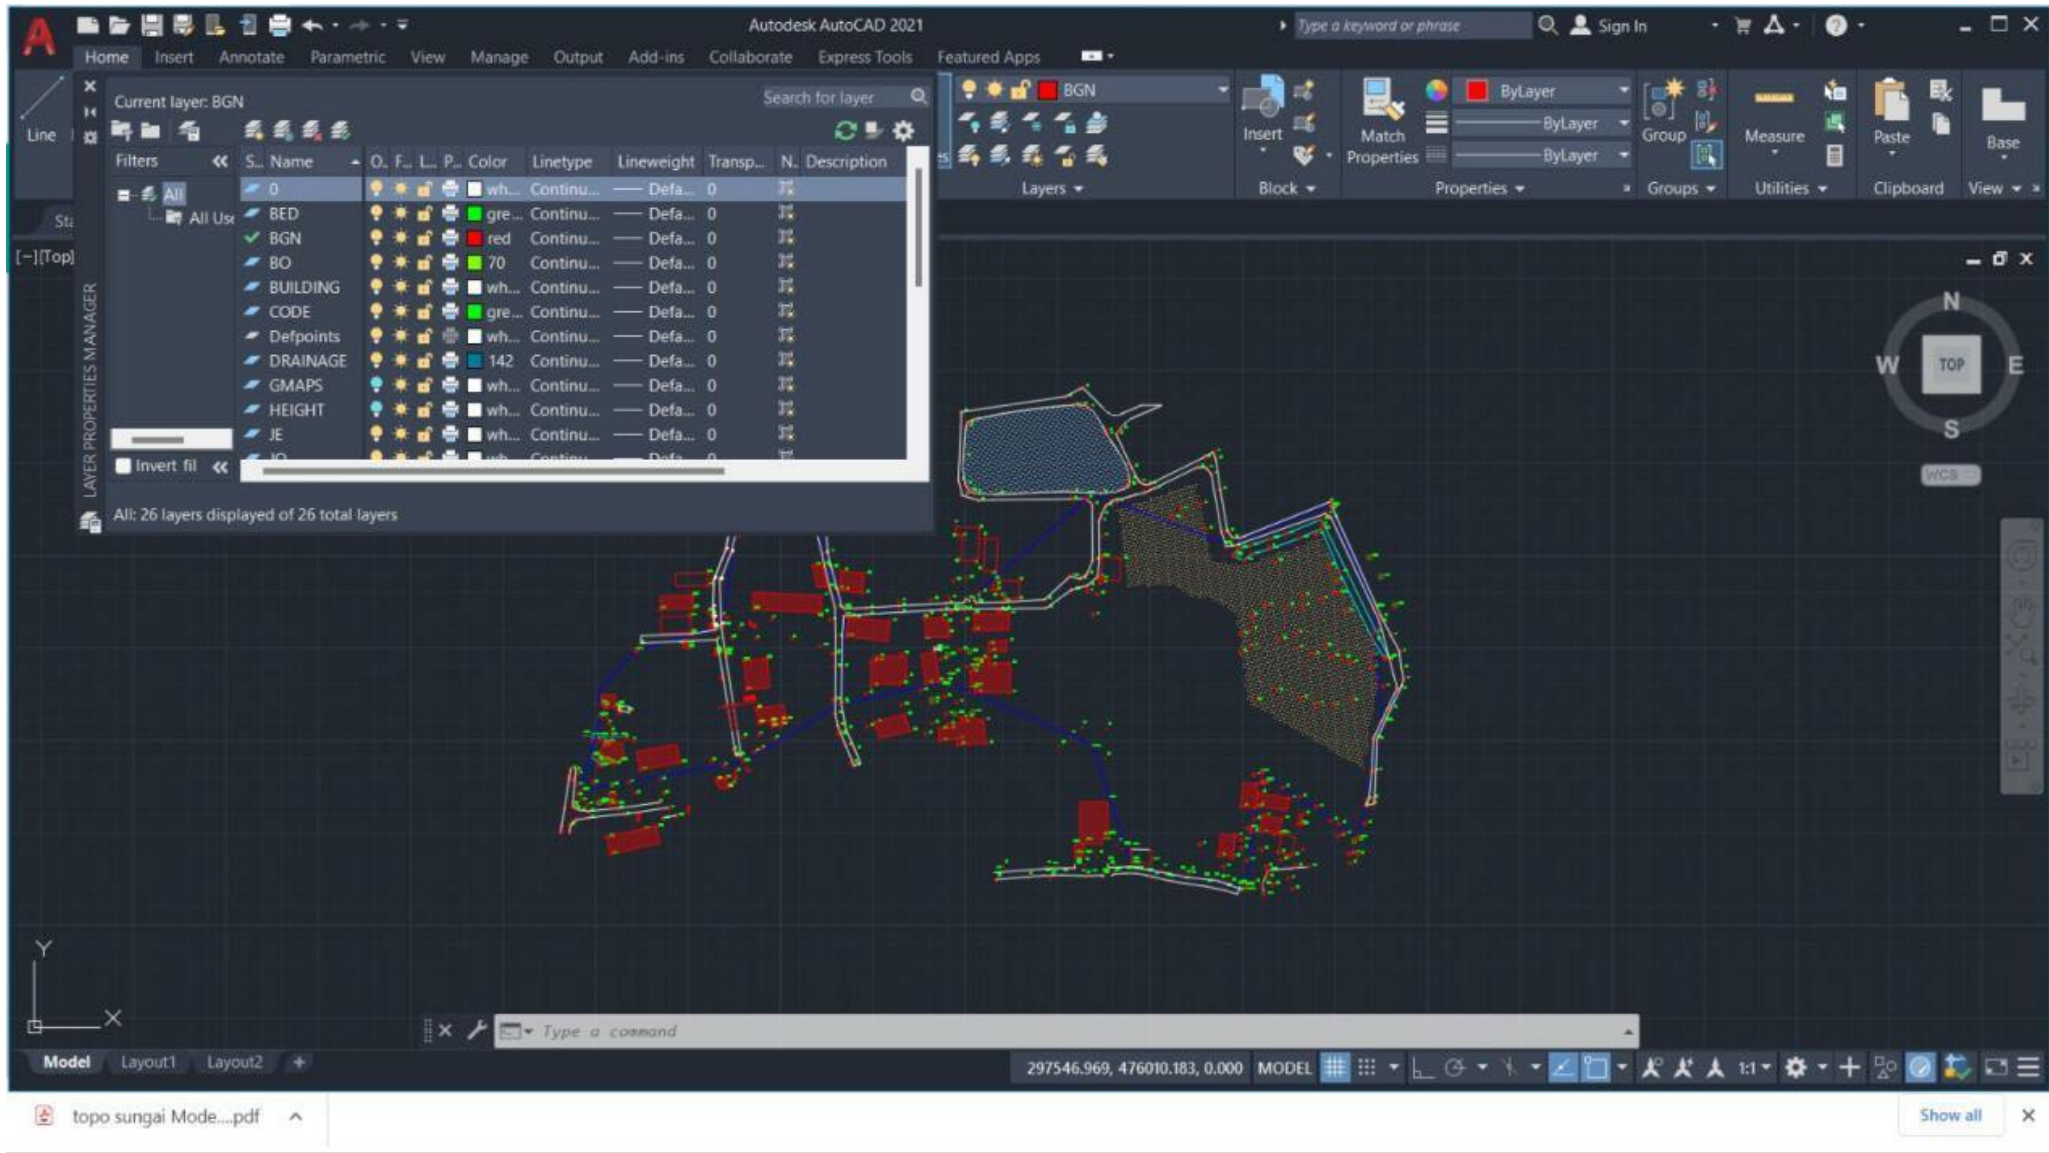 Autodesk AutoCAD 2021
Type a keyword or phrase
Sign In
Home Insert Annotate Parametric View Manage Output Add-ins Collaborate Express Tools Featured Apps
Line
Current layer: BGN
Search for layer
Filters
All
All Use
S.. Name O. F... L... P... Color Linetype Lineweight Transp... N. Description
0 wh... Continu... Defa... 0
BED gre... Continu... Defa... 0
BGN red Continu... Defa... 0
BO 70 Continu... Defa... 0
BUILDING wh... Continu... Defa... 0
CODE gre... Continu... Defa... 0
Defpoints wh... Continu... Defa... 0
DRAINAGE 142 Continu... Defa... 0
GMAPS wh... Continu... Defa... 0
HEIGHT wh... Continu... Defa... 0
JE wh... Continu... Defa... 0
Invert fil
LAYER PROPERTIES MANAGER
All: 26 layers displayed of 26 total layers
BGN
Layers
Insert
Block
Match
Properties
ByLayer
ByLayer
ByLayer
Properties
Group
Groups
Measure
Utilities
Paste
Clipboard
Base
View
Sta
[−][Top]
N
W TOP E
S
WCS
Y
X
Type a command
Model Layout1 Layout2 +
297546.969, 476010.183, 0.000 MODEL 1:1
topo sungai Mode....pdf
Show all